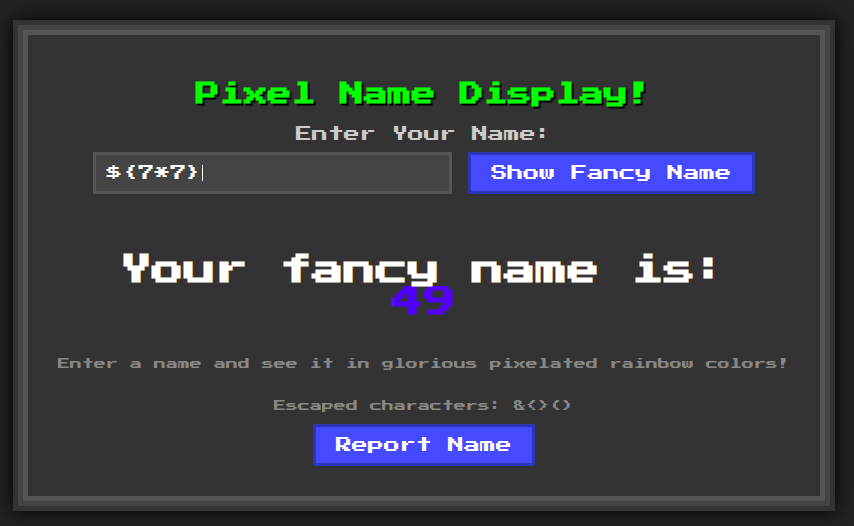 Pixel Name Display!
Enter Your Name:
${7*7}
Show Fancy Name
Your fancy name is:
49
Enter a name and see it in glorious pixelated rainbow colors!
Escaped characters: &<>()
Report Name